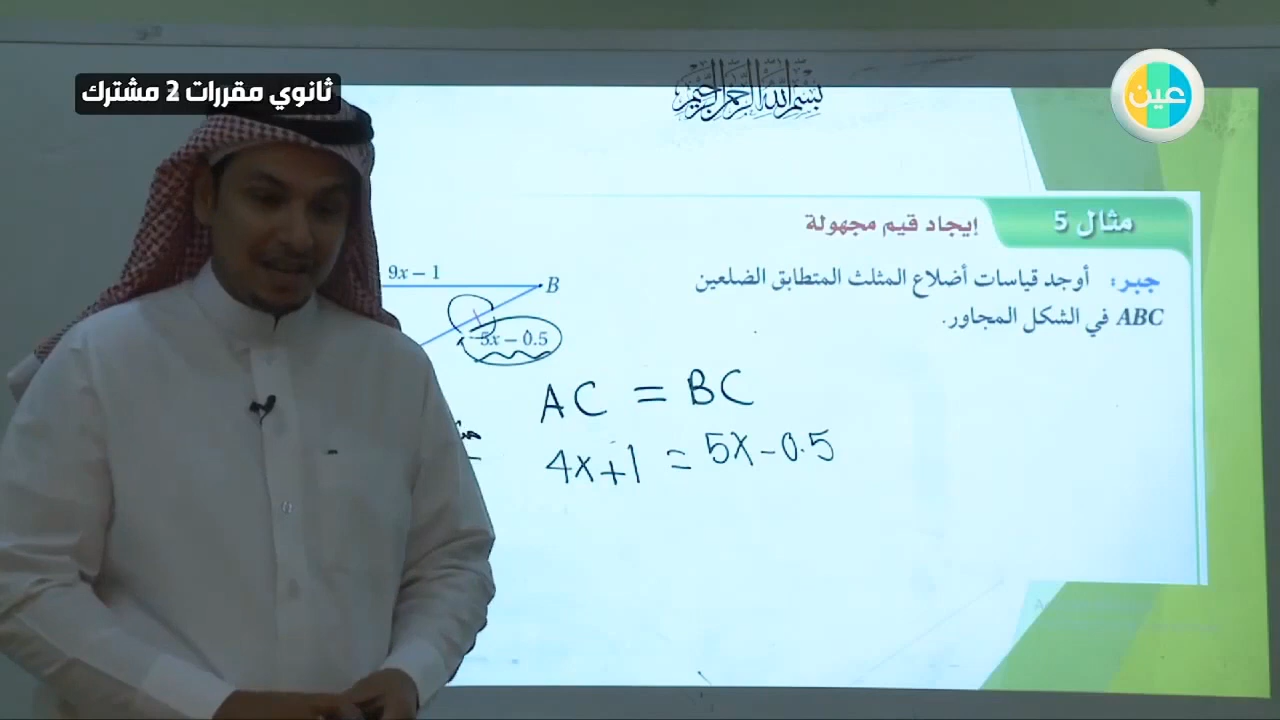 ثانوي مقررات 2 مشترك
عين
بسم الله الرحمن الرحيم
مثال 5
إيجاد قيم مجهولة
جبر: أوجد قياسات أضلاع المثلث المتطابق الضلعين
ABC في الشكل المجاور.
9x − 1
B
5x − 0.5
AC = BC
4x+1 = 5x-0.5